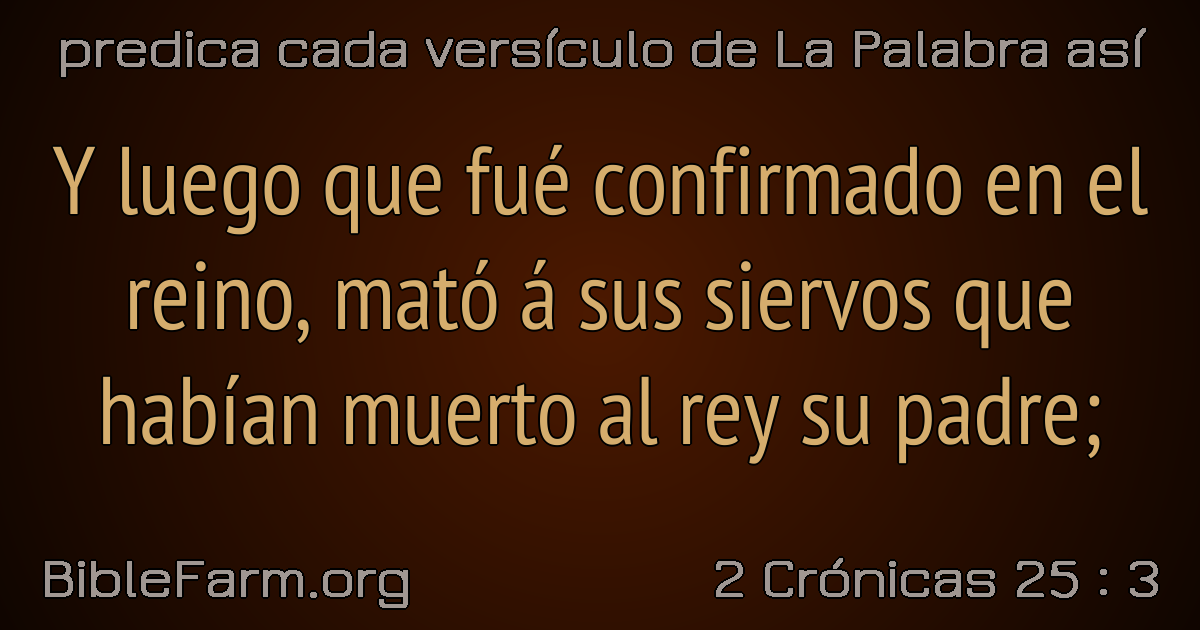 predica cada versículo de La Palabra así
Y luego que fué confirmado en el
reino, mató á sus siervos que
habían muerto al rey su padre;
BibleFarm.org
2 Crónicas 25 : 3